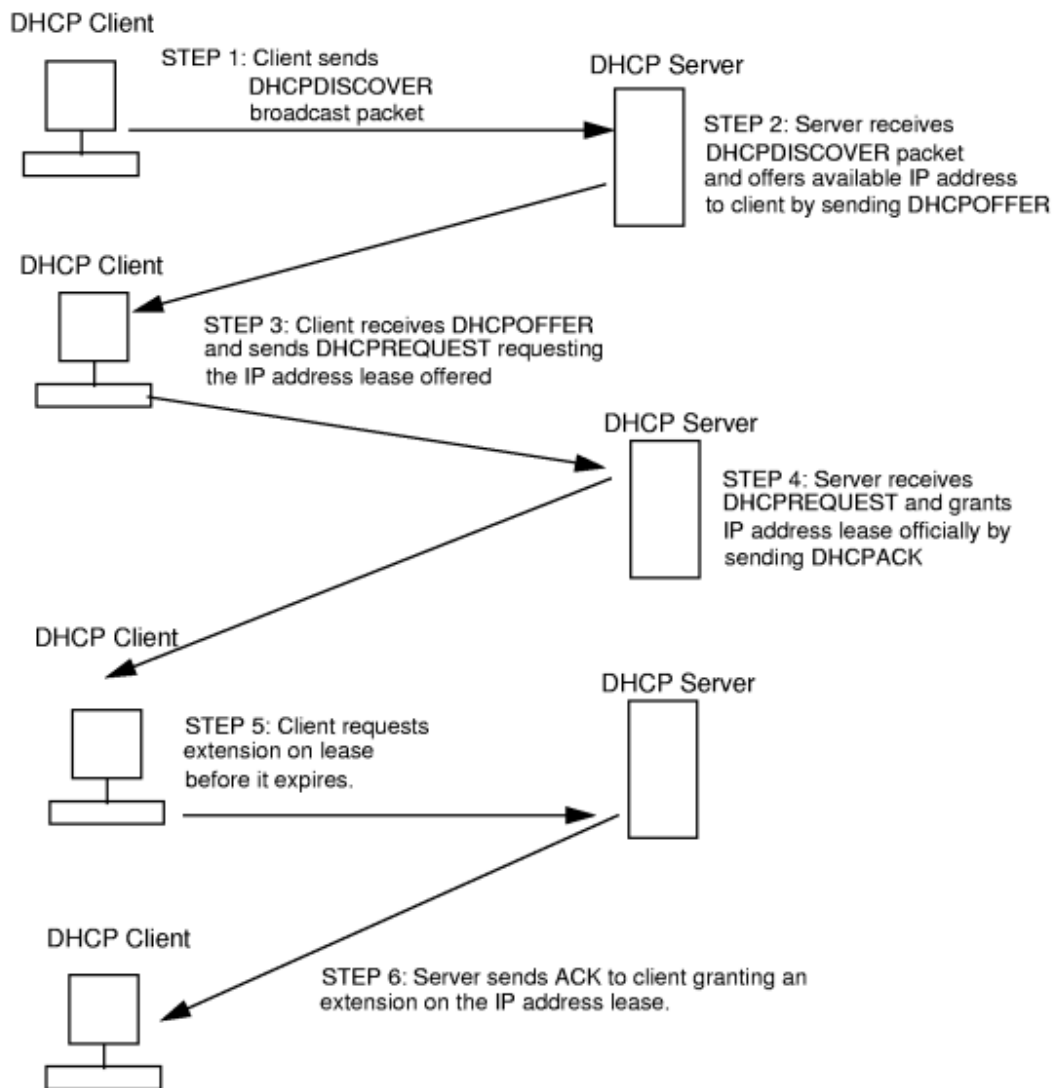 DHCP Client
STEP 1: Client sends
DHCPDISCOVER
broadcast packet
DHCP Server
STEP 2: Server receives
DHCPDISCOVER packet
and offers available IP address
to client by sending DHCPOFFER
DHCP Client
STEP 3: Client receives DHCPOFFER
and sends DHCPREQUEST requesting
the IP address lease offered
DHCP Server
STEP 4: Server receives
DHCPREQUEST and grants
IP address lease officially by
sending DHCPACK
DHCP Client
DHCP Server
STEP 5: Client requests
extension on lease
before it expires.
DHCP Client
STEP 6: Server sends ACK to client granting an
extension on the IP address lease.